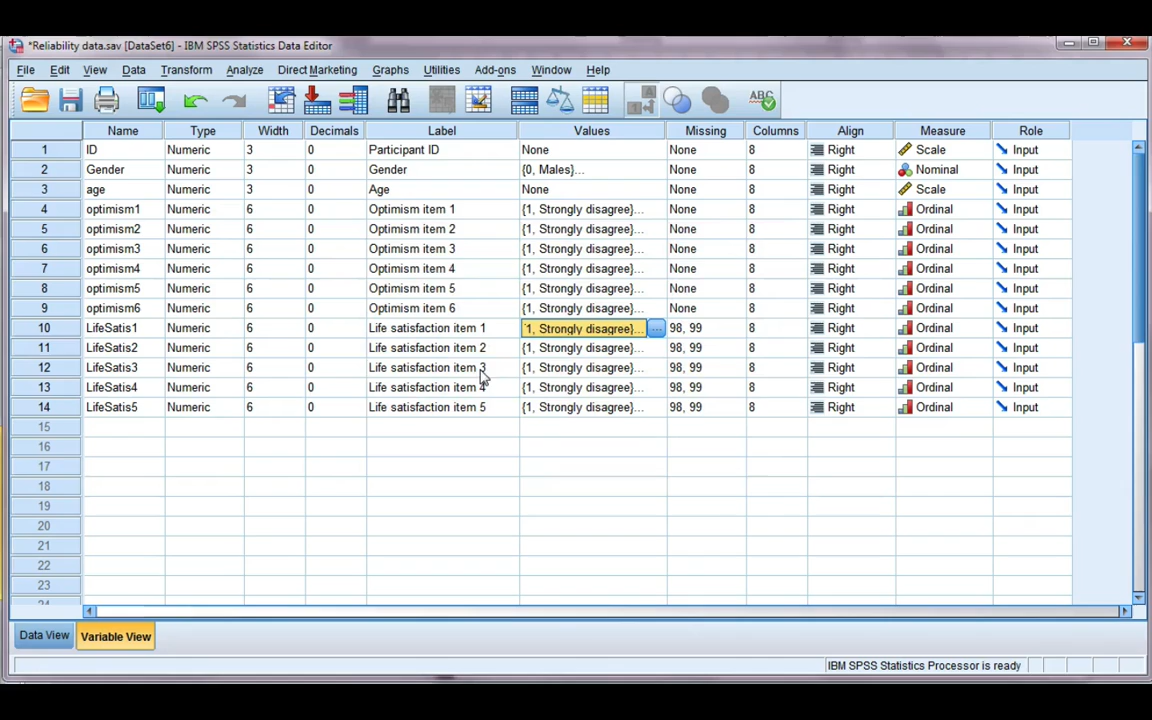 *Reliability data.sav [DataSet6] - IBM SPSS Statistics Data Editor
File Edit View Data Transform Analyze Direct Marketing Graphs Utilities Add-ons Window Help
Name Type Width Decimals Label Values Missing Columns Align Measure Role
1 ID Numeric 3 0 Participant ID None None 8 Right Scale Input
2 Gender Numeric 3 0 Gender {0, Males}... None 8 Right Nominal Input
3 age Numeric 3 0 Age None None 8 Right Scale Input
4 optimism1 Numeric 6 0 Optimism item 1 {1, Strongly disagree}... None 8 Right Ordinal Input
5 optimism2 Numeric 6 0 Optimism item 2 {1, Strongly disagree}... None 8 Right Ordinal Input
6 optimism3 Numeric 6 0 Optimism item 3 {1, Strongly disagree}... None 8 Right Ordinal Input
7 optimism4 Numeric 6 0 Optimism item 4 {1, Strongly disagree}... None 8 Right Ordinal Input
8 optimism5 Numeric 6 0 Optimism item 5 {1, Strongly disagree}... None 8 Right Ordinal Input
9 optimism6 Numeric 6 0 Optimism item 6 {1, Strongly disagree}... None 8 Right Ordinal Input
10 LifeSatis1 Numeric 6 0 Life satisfaction item 1 1, Strongly disagree}... ... 98, 99 8 Right Ordinal Input
11 LifeSatis2 Numeric 6 0 Life satisfaction item 2 {1, Strongly disagree}... 98, 99 8 Right Ordinal Input
12 LifeSatis3 Numeric 6 0 Life satisfaction item 3 {1, Strongly disagree}... 98, 99 8 Right Ordinal Input
13 LifeSatis4 Numeric 6 0 Life satisfaction item 4 {1, Strongly disagree}... 98, 99 8 Right Ordinal Input
14 LifeSatis5 Numeric 6 0 Life satisfaction item 5 {1, Strongly disagree}... 98, 99 8 Right Ordinal Input
15
16
17
18
19
20
21
22
23
24
Data View Variable View
IBM SPSS Statistics Processor is ready